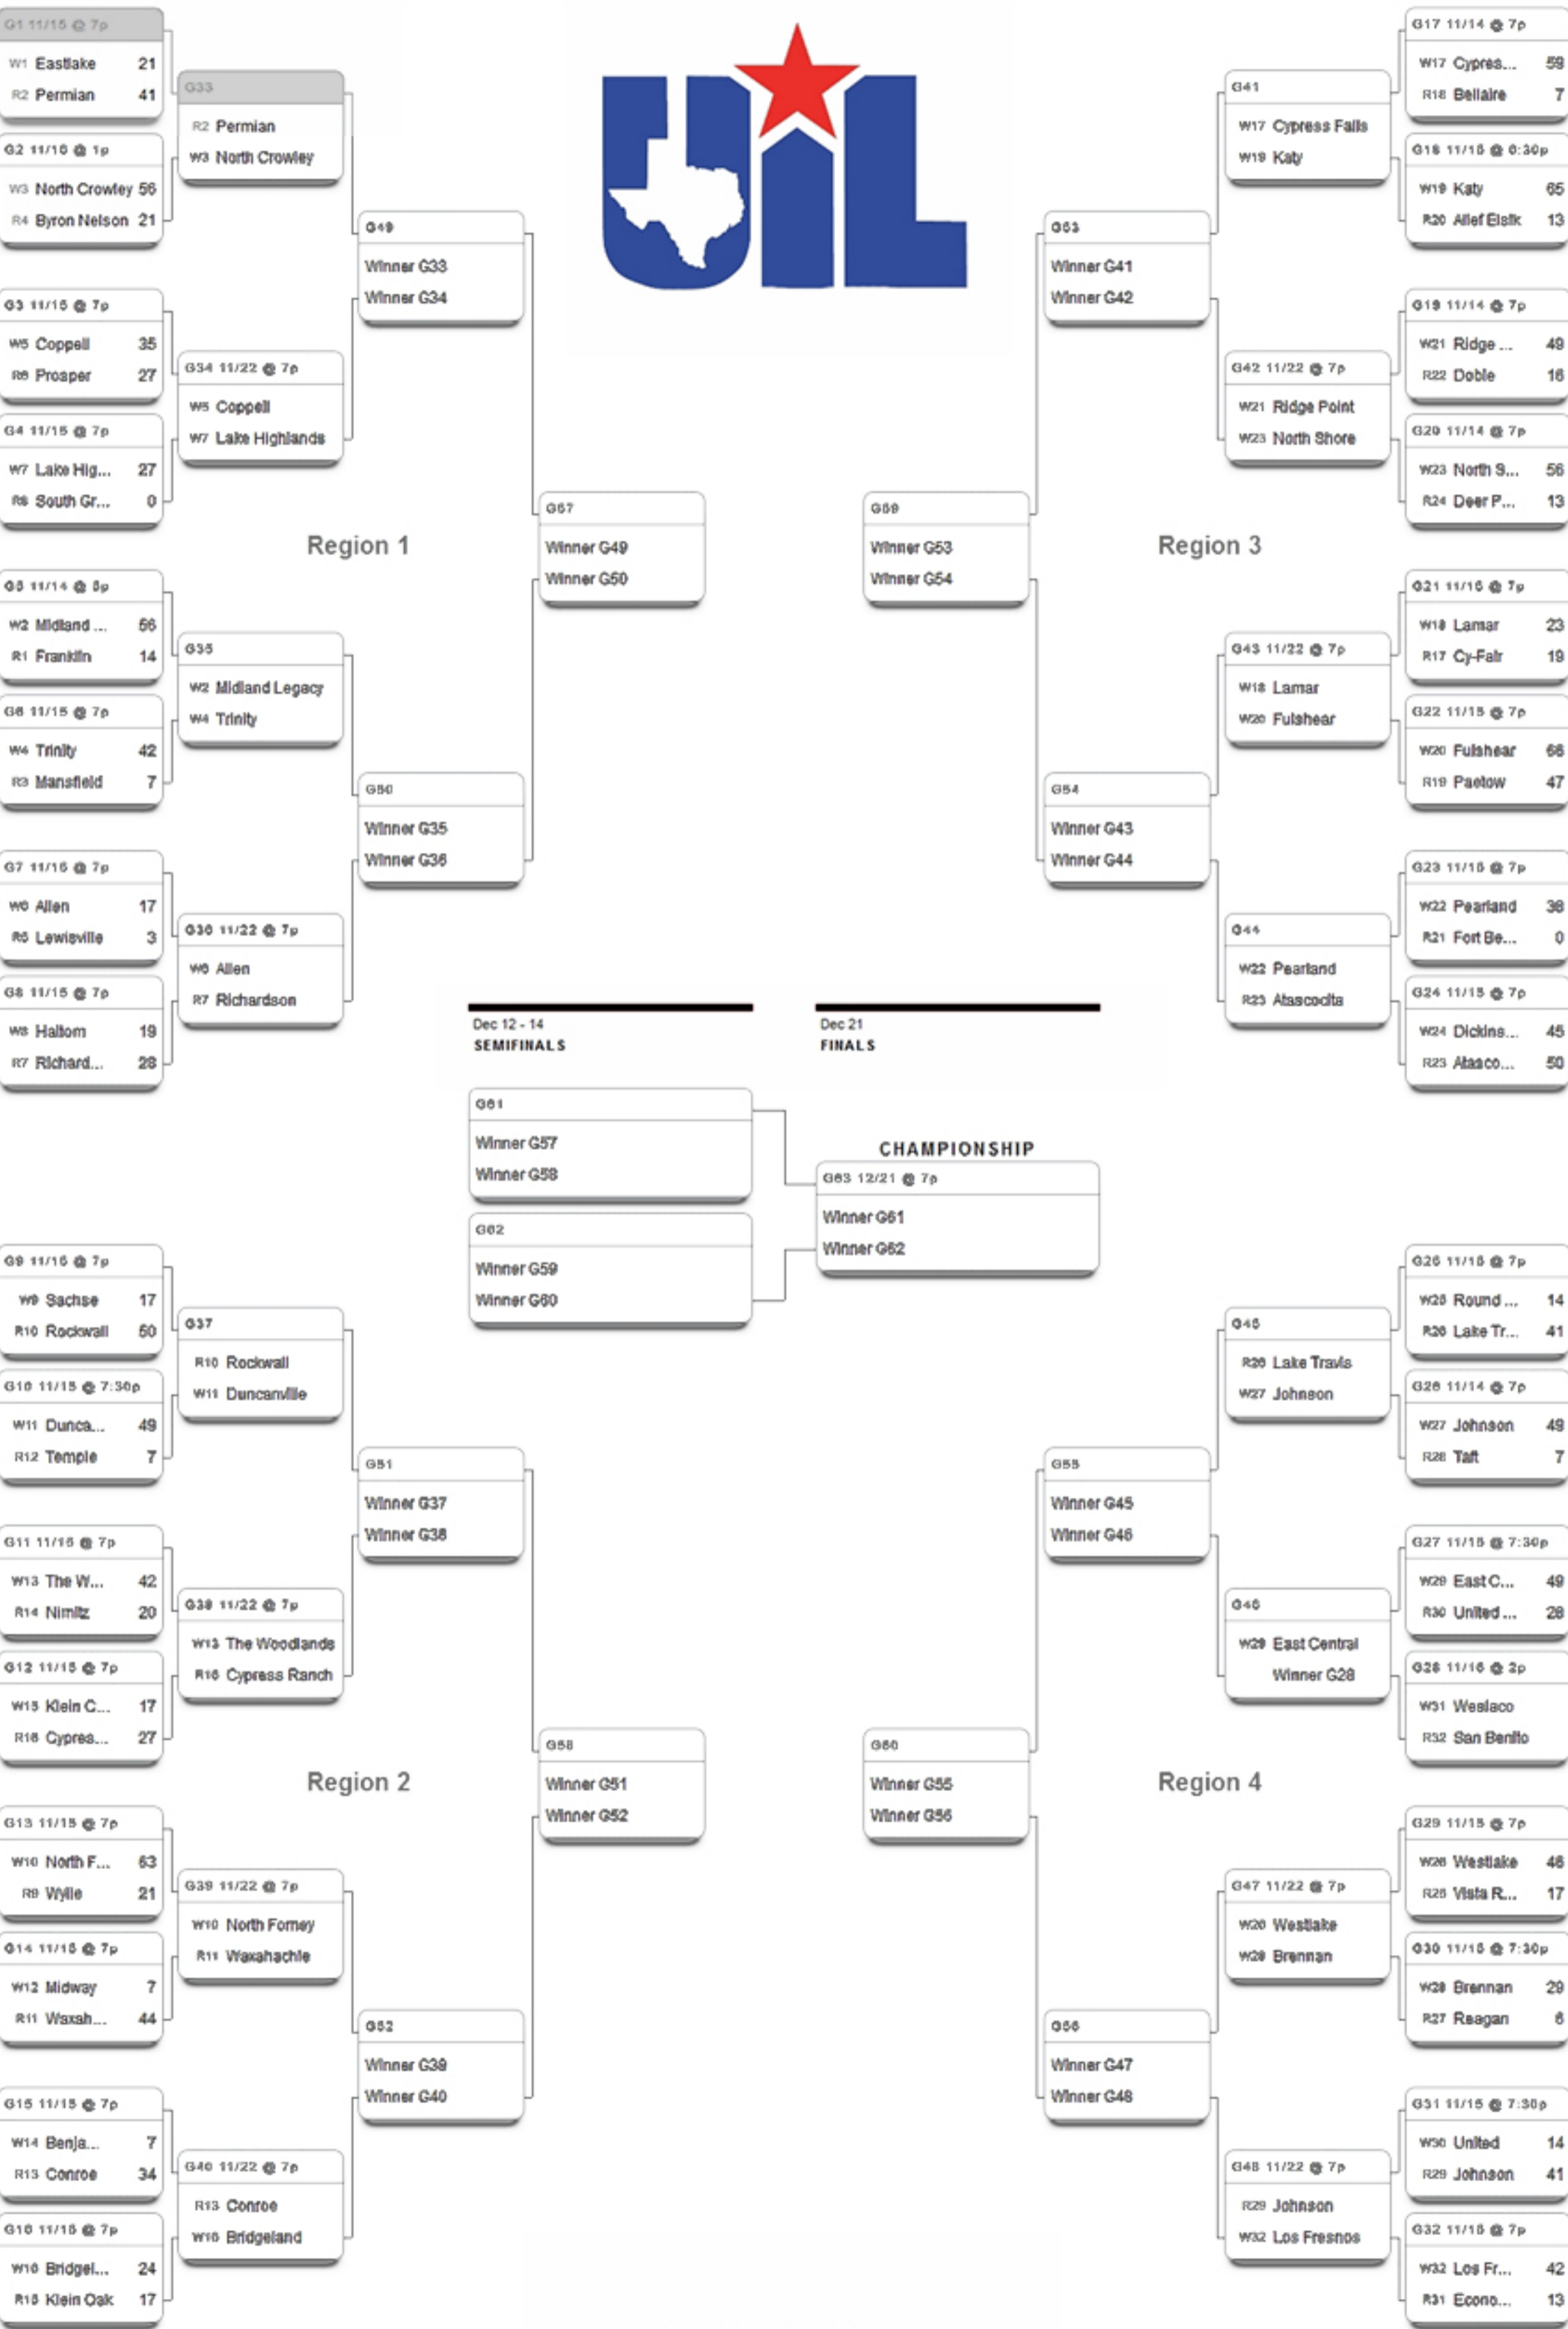 G1 11/15 @ 7p
W1 Eastlake 21
R2 Permian 41
G2 11/16 @ 1p
W3 North Crowley 56
R4 Byron Nelson 21
G33
R2 Permian
W3 North Crowley
G3 11/15 @ 7p
W5 Coppell 35
R6 Prosper 27
G4 11/15 @ 7p
W7 Lake Hig... 27
R8 South Gr... 0
G34 11/22 @ 7p
W5 Coppell
W7 Lake Highlands
G49
Winner G33
Winner G34
Region 1
G5 11/14 @
W2 Midland ... 56
R1 Franklin 14
G6 11/15 @ 7p
W4 Trinity 42
R3 Mansfield 7
G35
W2 Midland Legacy
W4 Trinity
G7 11/15 @ 7p
W6 Allen 17
R5 Lewisville 3
G8 11/15 @ 7p
W8 Haltom 19
R7 Richard... 28
G36 11/22 @ 7p
W6 Allen
R7 Richardson
G50
Winner G35
Winner G36
G57
Winner G49
Winner G50
UIL
G17 11/14 @ 7p
W17 Cypres... 59
R18 Bellaire 7
G18 11/15 @ 6:30p
W19 Katy 65
R20 Alief Elsik 13
G41
W17 Cypress Falls
W19 Katy
G19 11/14 @ 7p
W21 Ridge ... 49
R22 Dobie 16
G20 11/14 @ 7p
W23 North S... 56
R24 Deer P... 13
G42 11/22 @ 7p
W21 Ridge Point
W23 North Shore
G53
Winner G41
Winner G42
Region 3
G21 11/15 @ 7p
W18 Lamar 23
R17 Cy-Fair 19
G22 11/15 @ 7p
W20 Fulshear 66
R19 Paetow 47
G43 11/22 @ 7p
W18 Lamar
W20 Fulshear
G23 11/15 @ 7p
W22 Pearland 38
R21 Fort Be... 0
G24 11/15 @ 7p
W24 Dickins... 45
R23 Atasco... 50
G44
W22 Pearland
R23 Atascocita
G54
Winner G43
Winner G44
G59
Winner G53
Winner G54
Dec 12 - 14
SEMIFINALS
Dec 21
FINALS
G61
Winner G57
Winner G58
G62
Winner G59
Winner G60
CHAMPIONSHIP
G63 12/21 @ 7p
Winner G61
Winner G62
G9 11/15 @ 7p
W9 Sachse 17
R10 Rockwall 50
G10 11/15 @ 7:30p
W11 Dunca... 49
R12 Temple 7
G37
R10 Rockwall
W11 Duncanville
G11 11/15 @ 7p
W13 The W... 42
R14 Nimitz 20
G12 11/15 @ 7p
W15 Klein C... 17
R16 Cypres... 27
G38 11/22 @ 7p
W13 The Woodlands
R16 Cypress Ranch
G51
Winner G37
Winner G38
Region 2
G13 11/15 @ 7p
W10 North F... 63
R9 Wylie 21
G14 11/15 @ 7p
W12 Midway 7
R11 Waxah... 44
G39 11/22 @ 7p
W10 North Forney
R11 Waxahachie
G15 11/15 @ 7p
W14 Benja... 7
R13 Conroe 34
G16 11/15 @ 7p
W16 Bridgel... 24
R15 Klein Oak 17
G40 11/22 @ 7p
R13 Conroe
W16 Bridgeland
G52
Winner G39
Winner G40
G58
Winner G51
Winner G52
G25 11/15 @ 7p
W25 Round ... 14
R26 Lake Tr... 41
G26 11/14 @ 7p
W27 Johnson 49
R28 Taft 7
G45
R26 Lake Travis
W27 Johnson
G27 11/15 @ 7:30p
W29 East C... 49
R30 United ... 28
G28 11/16 @ 2p
W31 Weslaco
R32 San Benito
G46
W29 East Central
Winner G28
G55
Winner G45
Winner G46
Region 4
G29 11/15 @ 7p
W26 Westlake 46
R25 Vista R... 17
G30 11/15 @ 7:30p
W28 Brennan 29
R27 Reagan 6
G47 11/22 @ 7p
W26 Westlake
W28 Brennan
G31 11/15 @ 7:30p
W30 United 14
R29 Johnson 41
G32 11/15 @ 7p
W32 Los Fr... 42
R31 Econo... 13
G48 11/22 @ 7p
R29 Johnson
W32 Los Fresnos
G56
Winner G47
Winner G48
G60
Winner G55
Winner G56